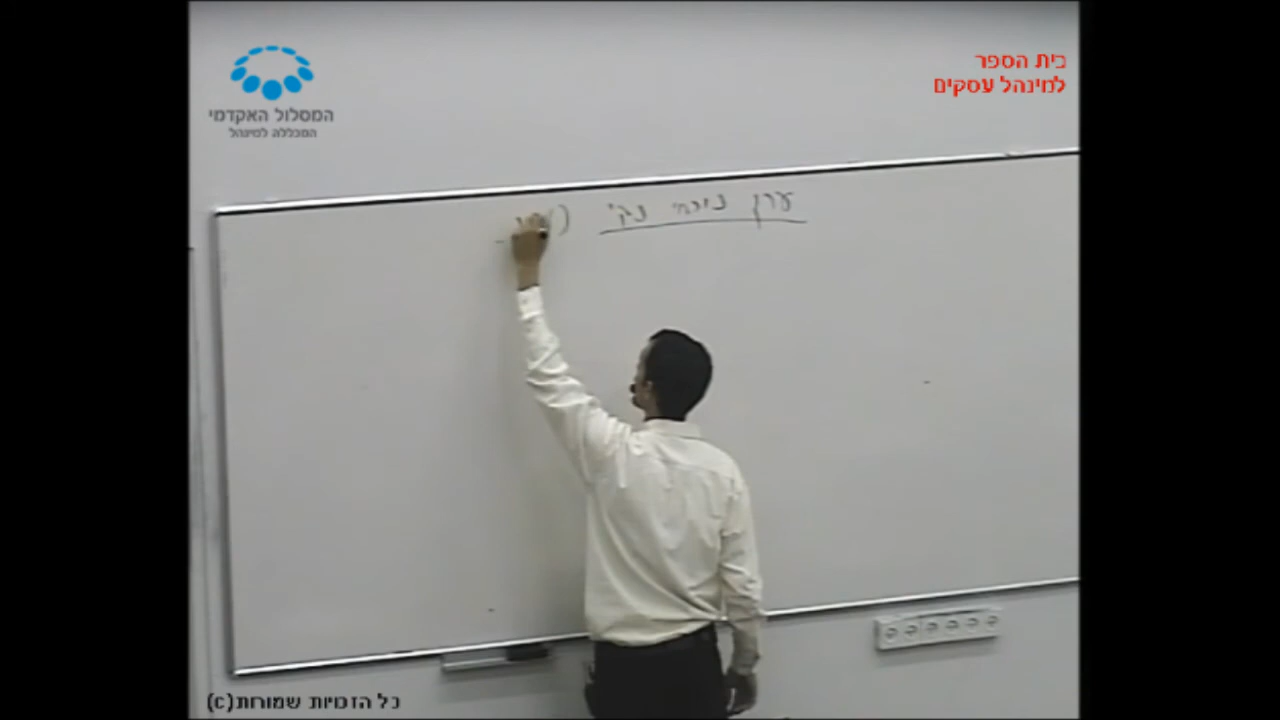 המסלול האקדמי
המכללה למינהל
בית הספר
למינהל עסקים
ערך נוכחי נקי (
כל הזכויות שמורות(c)